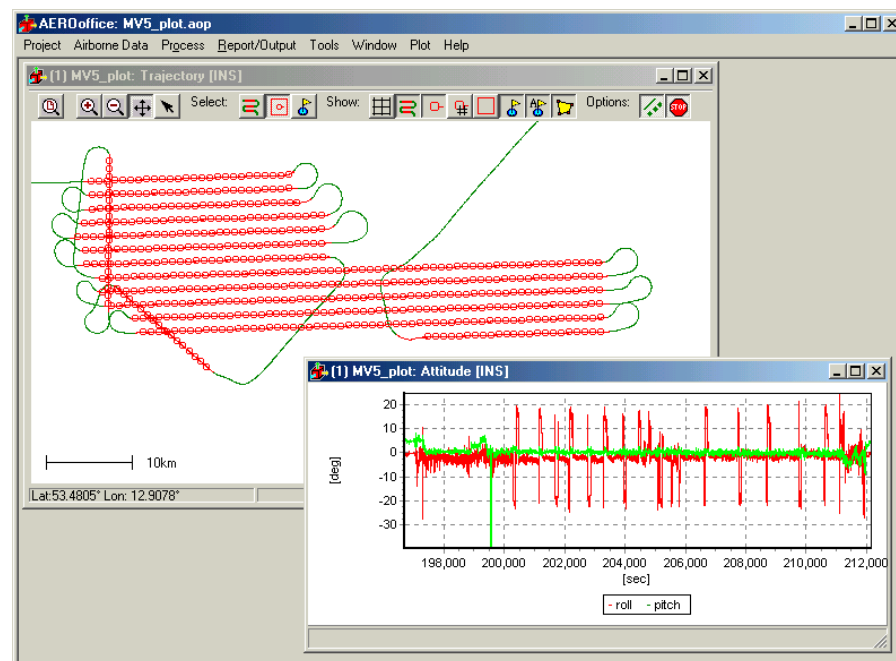 AEROoffice: MV5_plot.aop
Project Airborne Data Process Report/Output Tools Window Plot Help
(1) MV5_plot: Trajectory [INS]
Select: Show: Options:
STOP
10km
Lat:53.4805° Lon: 12.9078°
(1) MV5_plot: Attitude [INS]
20
10
0
-10
-20
-30
[deg]
198,000 200,000 202,000 204,000 206,000 208,000 210,000 212,000
[sec]
- roll - pitch